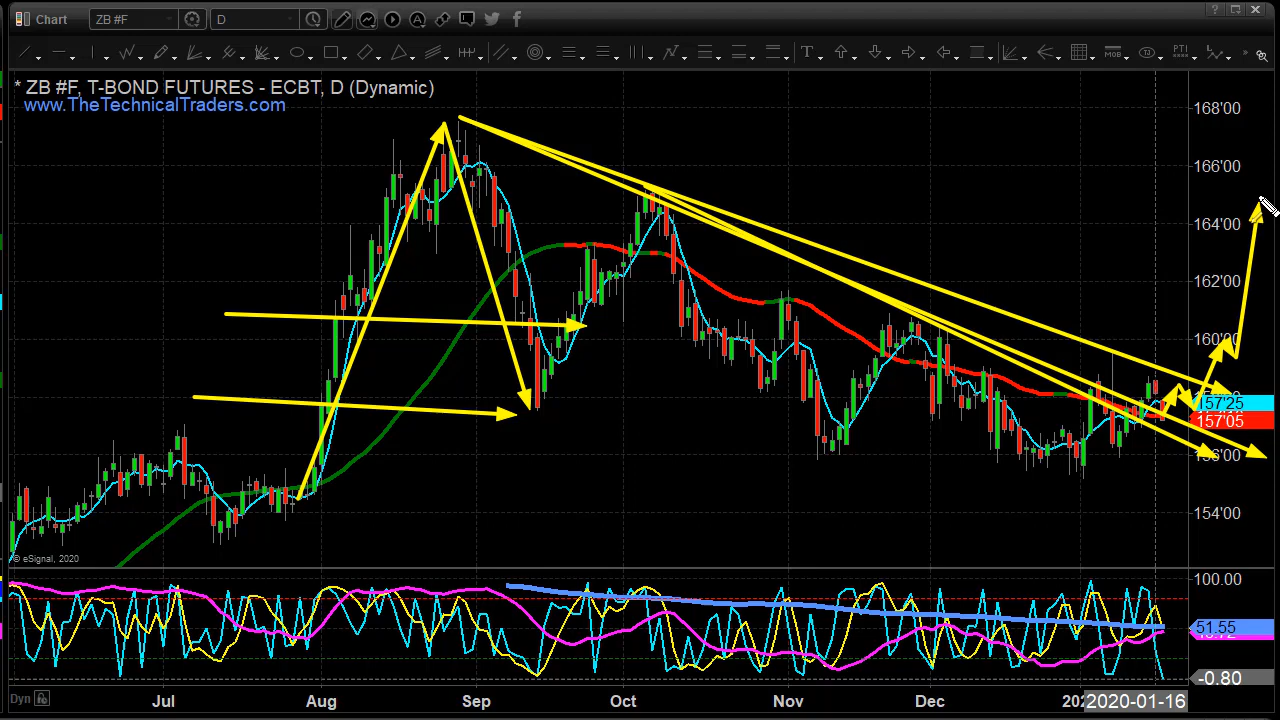 Chart ZB #F D
MOB PTI
* ZB #F, T-BOND FUTURES - ECBT, D (Dynamic)
www.TheTechnicalTraders.com
168'00
166'00
164'00
162'00
160'00
157'25
157'05
156'00
154'00
© eSignal, 2020
100.00
51.55
-0.80
Dyn
Jul Aug Sep Oct Nov Dec 2020-01-16